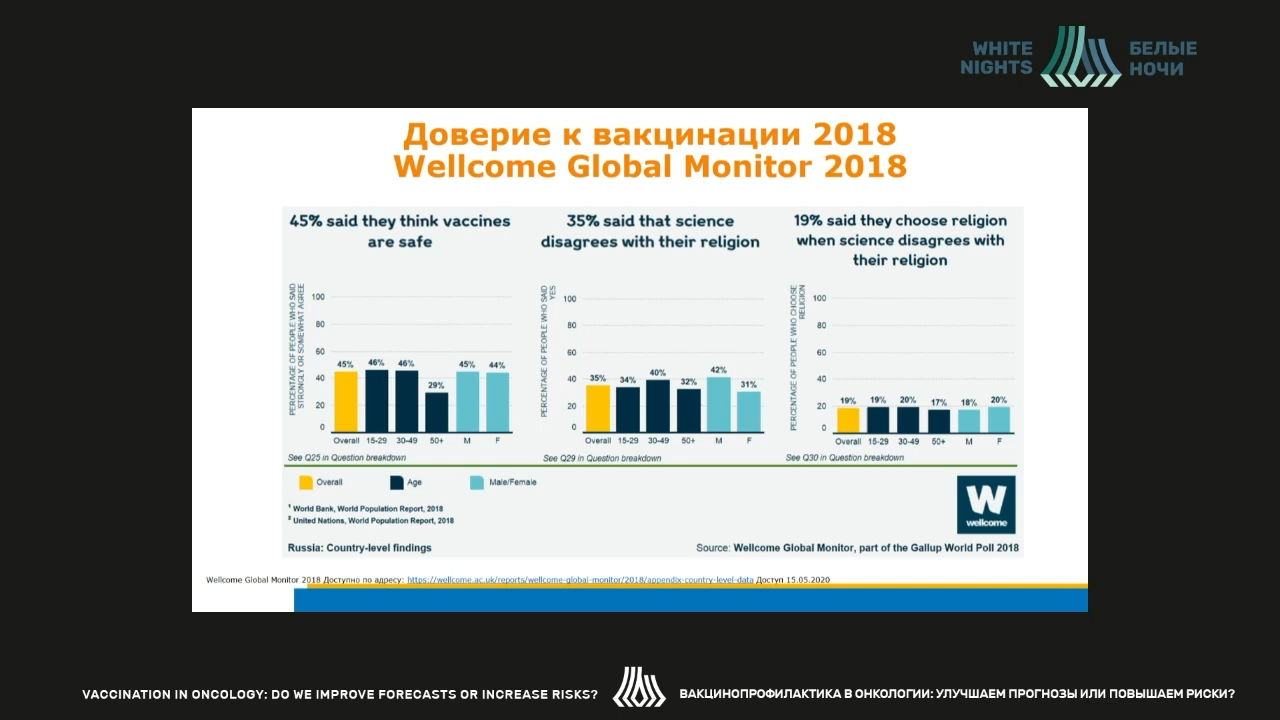 WHITE
NIGHTS
БЕЛЫЕ
НОЧИ
Доверие к вакцинации 2018
Wellcome Global Monitor 2018
45% said they think vaccines
are safe
PERCENTAGE OF PEOPLE WHO SAID
STRONGLY OR SOMEWHAT AGREE
100
80
60
40
20
0
45%
46%
46%
29%
45%
44%
Overall
15-29
30-49
50+
M
F
See Q25 in Question breakdown
35% said that science
disagrees with their religion
PERCENTAGE OF PEOPLE WHO SAID
YES
100
80
60
40
20
0
35%
34%
40%
32%
42%
31%
Overall
15-29
30-49
50+
M
F
See Q29 in Question breakdown
19% said they choose religion
when science disagrees with
their religion
PERCENTAGE OF PEOPLE WHO CHOOSE
RELIGION
100
80
60
40
20
0
19%
19%
20%
17%
18%
20%
Overall
15-29
30-49
50+
M
F
See Q30 in Question breakdown
Overall
Age
Male/Female
¹ World Bank, World Population Report, 2018
² United Nations, World Population Report, 2018
W
wellcome
Russia: Country-level findings
Source: Wellcome Global Monitor, part of the Gallup World Poll 2018
Wellcome Global Monitor 2018 Доступно по адресу: https://wellcome.ac.uk/reports/wellcome-global-monitor/2018/appendix-country-level-data Доступ 15.05.2020
VACCINATION IN ONCOLOGY: DO WE IMPROVE FORECASTS OR INCREASE RISKS?
ВАКЦИНОПРОФИЛАКТИКА В ОНКОЛОГИИ: УЛУЧШАЕМ ПРОГНОЗЫ ИЛИ ПОВЫШАЕМ РИСКИ?